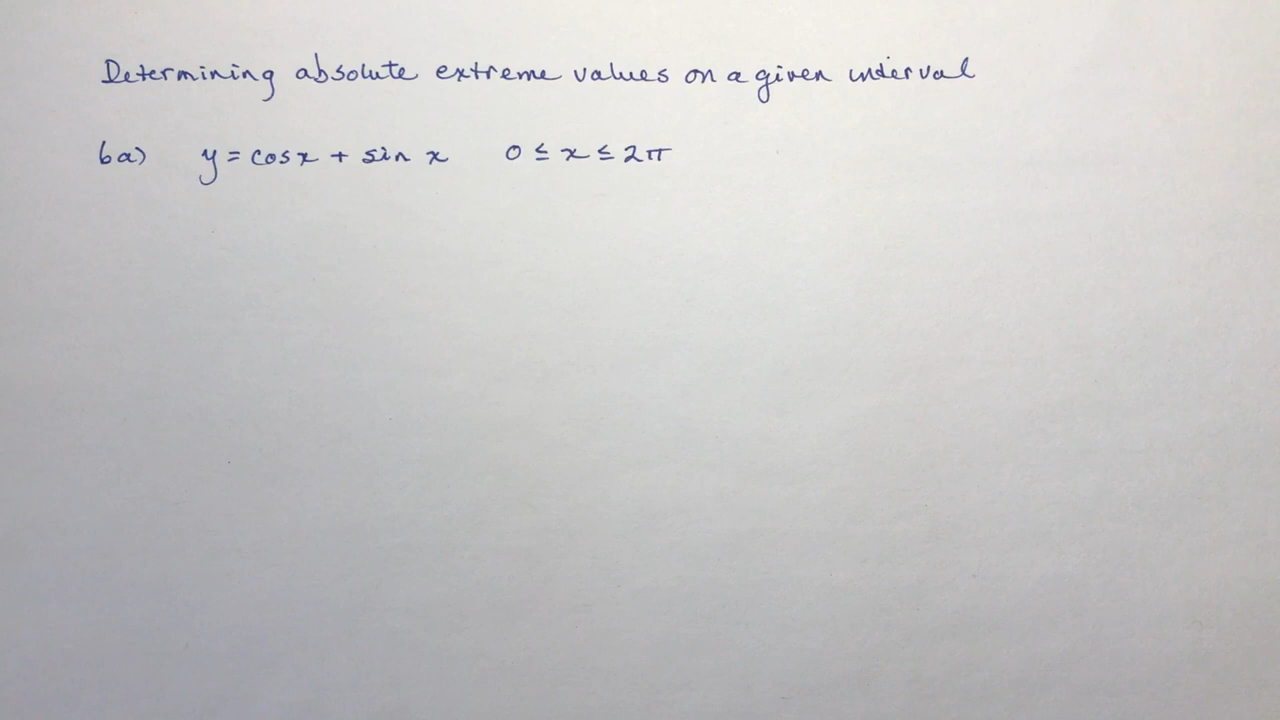 Determining absolute extreme values on a given interval
6a) y = cos x + sin x 0 ≤ x ≤ 2π